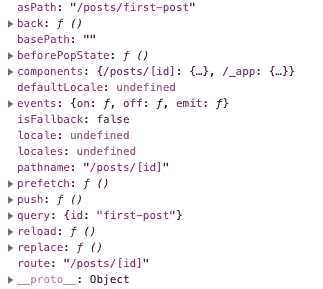 asPath: "/posts/first-post"
▶ back: ƒ ()
basePath: ""
▶ beforePopState: ƒ ()
▶ components: {/posts/[id]: {…}, /_app: {…}}
defaultLocale: undefined
▶ events: {on: ƒ, off: ƒ, emit: ƒ}
isFallback: false
locale: undefined
locales: undefined
pathname: "/posts/[id]"
▶ prefetch: ƒ ()
▶ push: ƒ ()
▶ query: {id: "first-post"}
▶ reload: ƒ ()
▶ replace: ƒ ()
route: "/posts/[id]"
▶ __proto__: Object